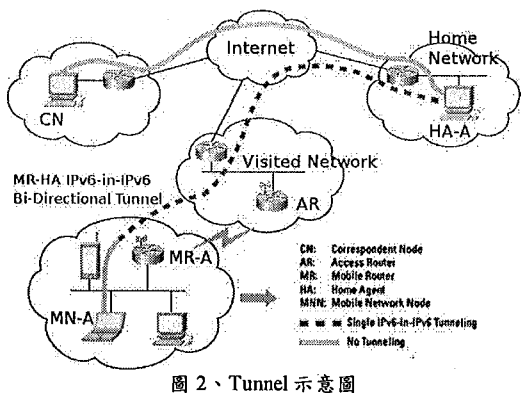 Internet
Home
Network
CN
HA-A
Visited Network
MR-HA IPv6-in-IPv6
Bi-Directional Tunnel
AR
MR-A
MN-A
CN: Correspondent Node
AR: Access Router
MR: Mobile Router
HA: Home Agent
MNN: Mobile Network Node
Single IPv6-in-IPv6 Tunneling
No Tunneling
圖 2、Tunnel 示意圖